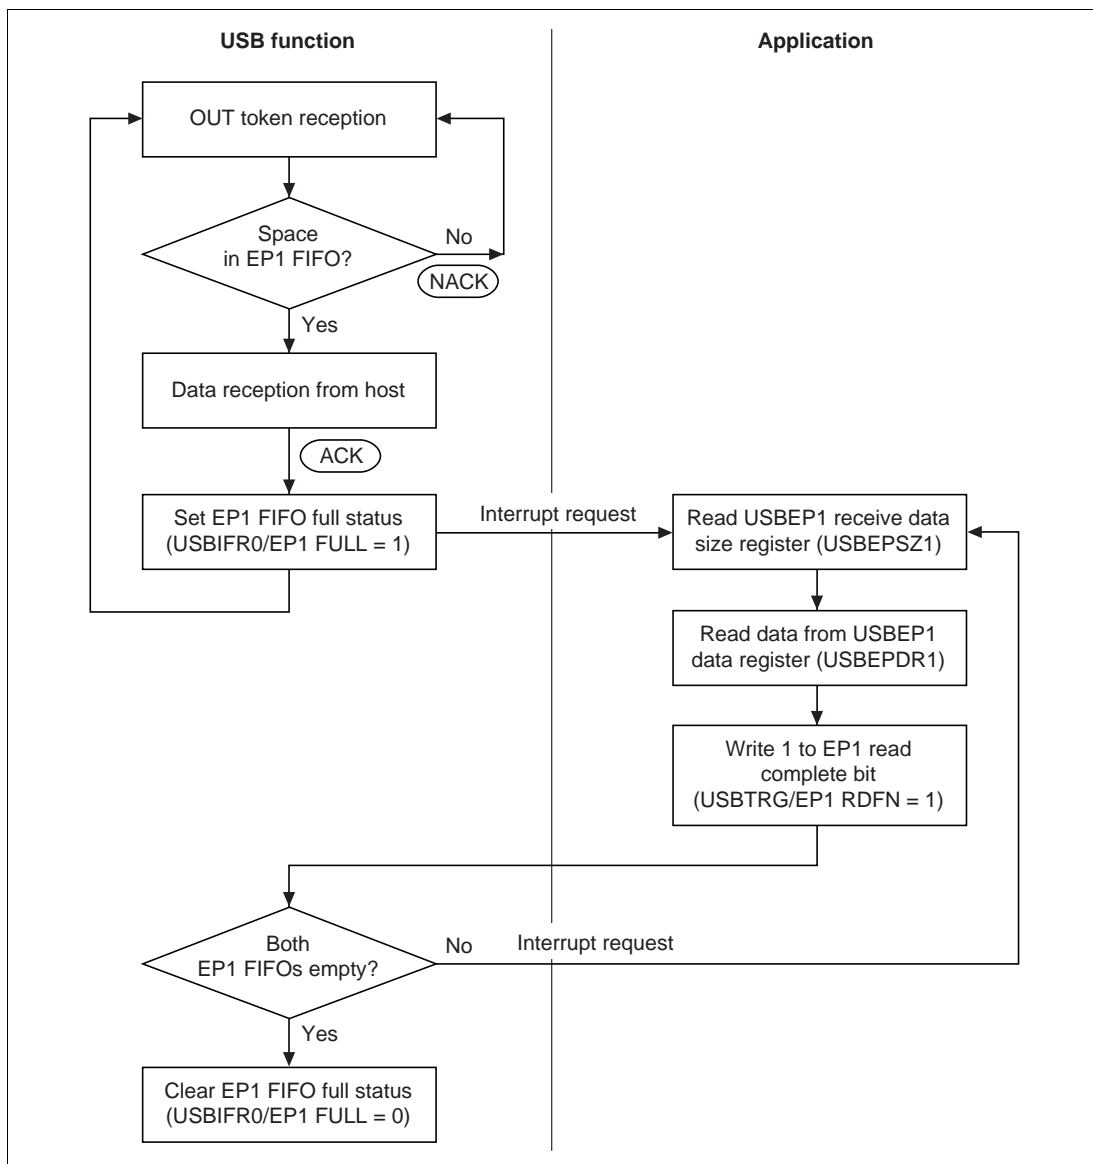 USB function
Application
OUT token reception
Space
in EP1 FIFO?
No
NACK
Yes
Data reception from host
ACK
Set EP1 FIFO full status
(USBIFR0/EP1 FULL = 1)
Interrupt request
Read USBEP1 receive data
size register (USBEPSZ1)
Read data from USBEP1
data register (USBEPDR1)
Write 1 to EP1 read
complete bit
(USBTRG/EP1 RDFN = 1)
Both
EP1 FIFOs empty?
No
Interrupt request
Yes
Clear EP1 FIFO full status
(USBIFR0/EP1 FULL = 0)